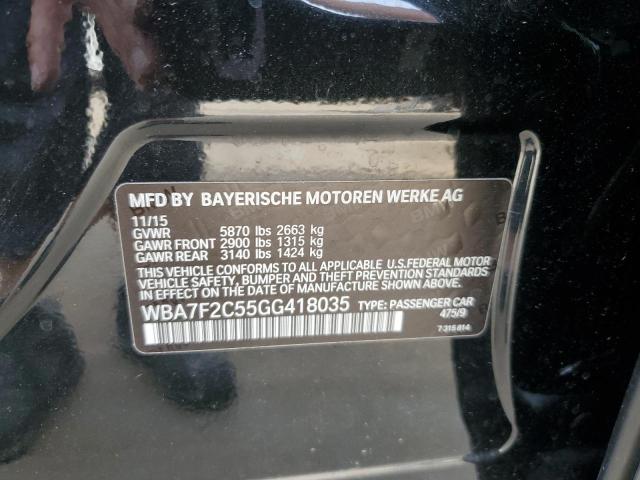 MFD BY BAYERISCHE MOTOREN WERKE AG
11/15
GVWR 5870 lbs 2663 kg
GAWR FRONT 2900 lbs 1315 kg
GAWR REAR 3140 lbs 1424 kg
THIS VEHICLE CONFORMS TO ALL APPLICABLE U.S.FEDERAL MOTOR
VEHICLE SAFETY, BUMPER AND THEFT PREVENTION STANDARDS
IN EFFECT ON THE DATE OF MANUFACTURE SHOWN ABOVE.
WBA7F2C55GG418035 TYPE: PASSENGER CAR
475/9
7 315 814